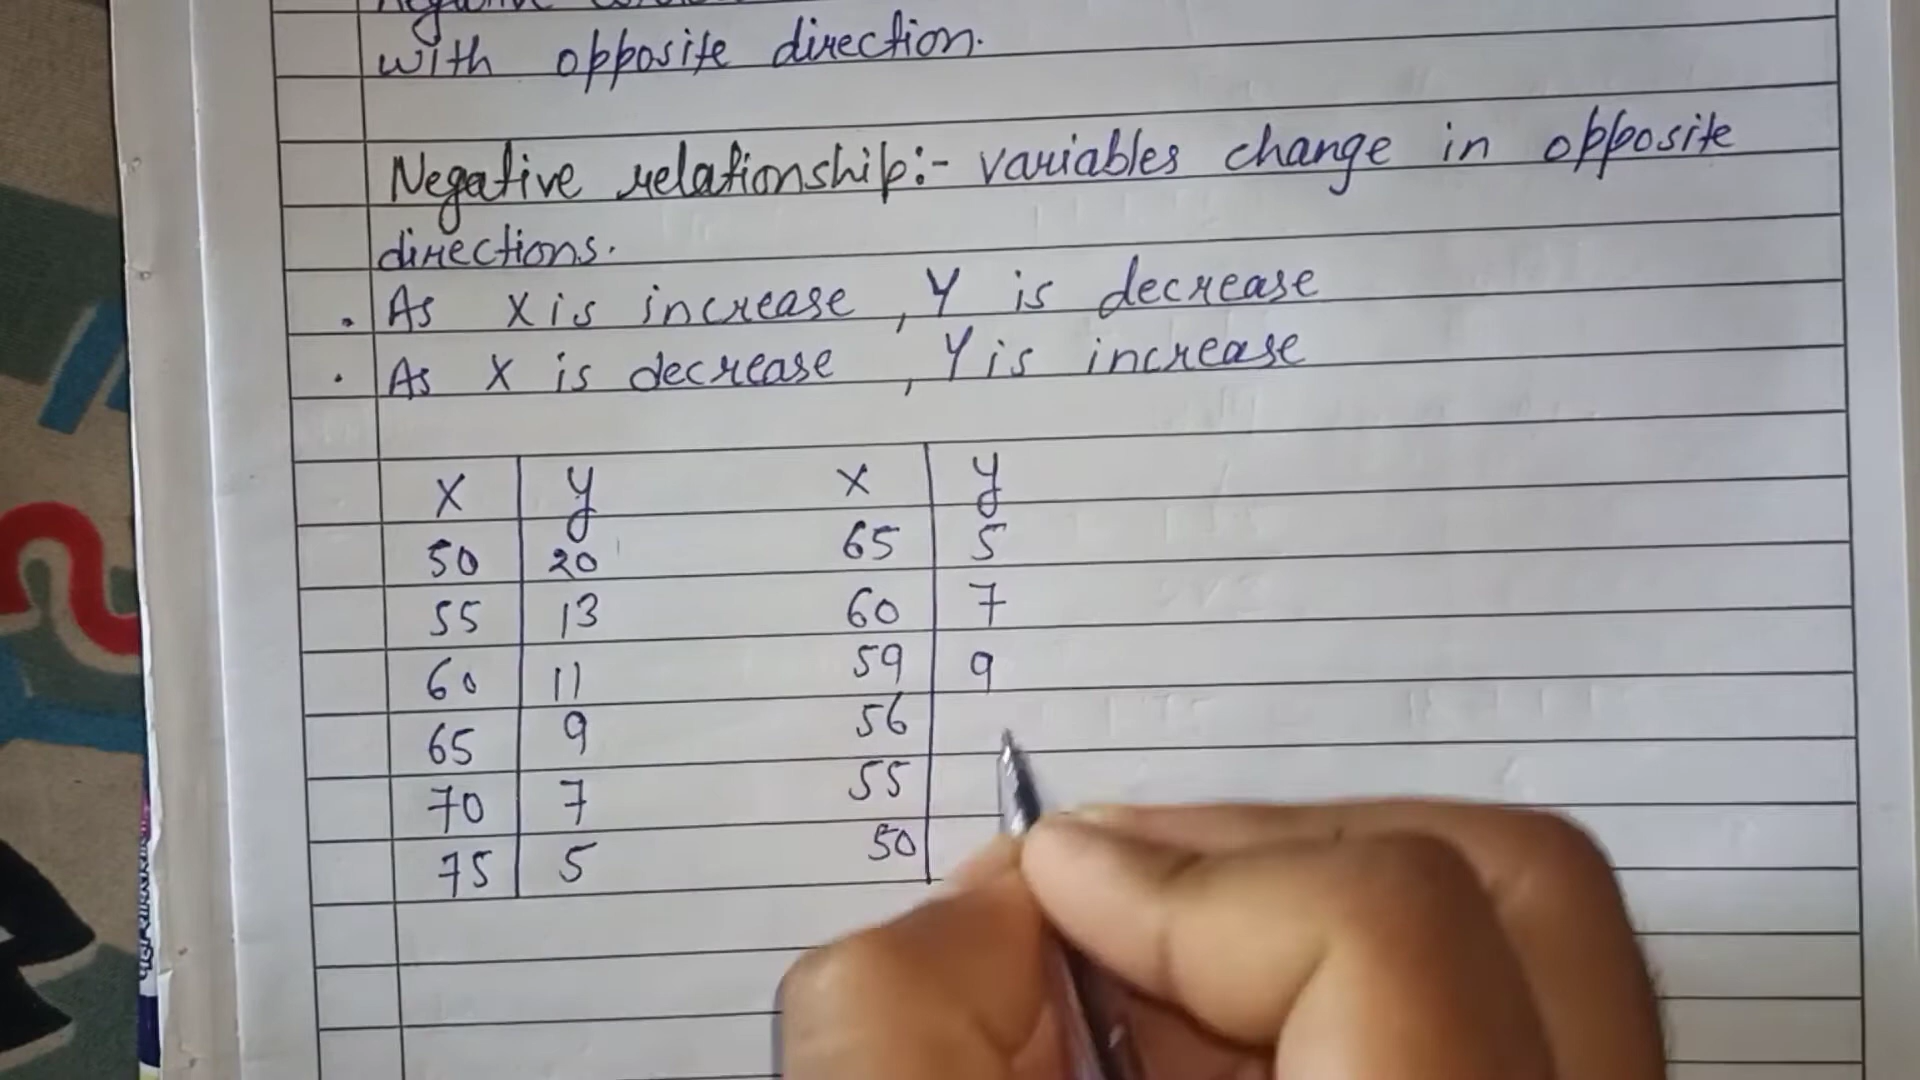 with opposite direction.
Negative relationship:- variables change in opposite
directions.
. As X is increase , Y is decrease
. As X is decrease , Y is increase
X y X y
50 20 65 5
55 13 60 7
60 11 59 9
65 9 56
70 7 55
75 5 50